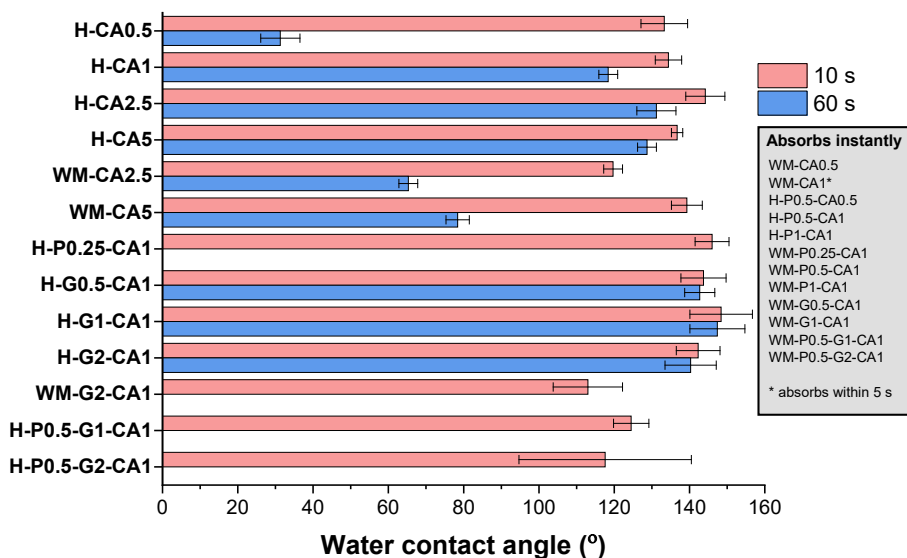 H-CA0.5
H-CA1
H-CA2.5
H-CA5
WM-CA2.5
WM-CA5
H-P0.25-CA1
H-G0.5-CA1
H-G1-CA1
H-G2-CA1
WM-G2-CA1
H-P0.5-G1-CA1
H-P0.5-G2-CA1
0 20 40 60 80 100 120 140 160
Water contact angle (º)
10 s
60 s
Absorbs instantly
WM-CA0.5
WM-CA1*
H-P0.5-CA0.5
H-P0.5-CA1
H-P1-CA1
WM-P0.25-CA1
WM-P0.5-CA1
WM-P1-CA1
WM-G0.5-CA1
WM-G1-CA1
WM-P0.5-G1-CA1
WM-P0.5-G2-CA1
* absorbs within 5 s